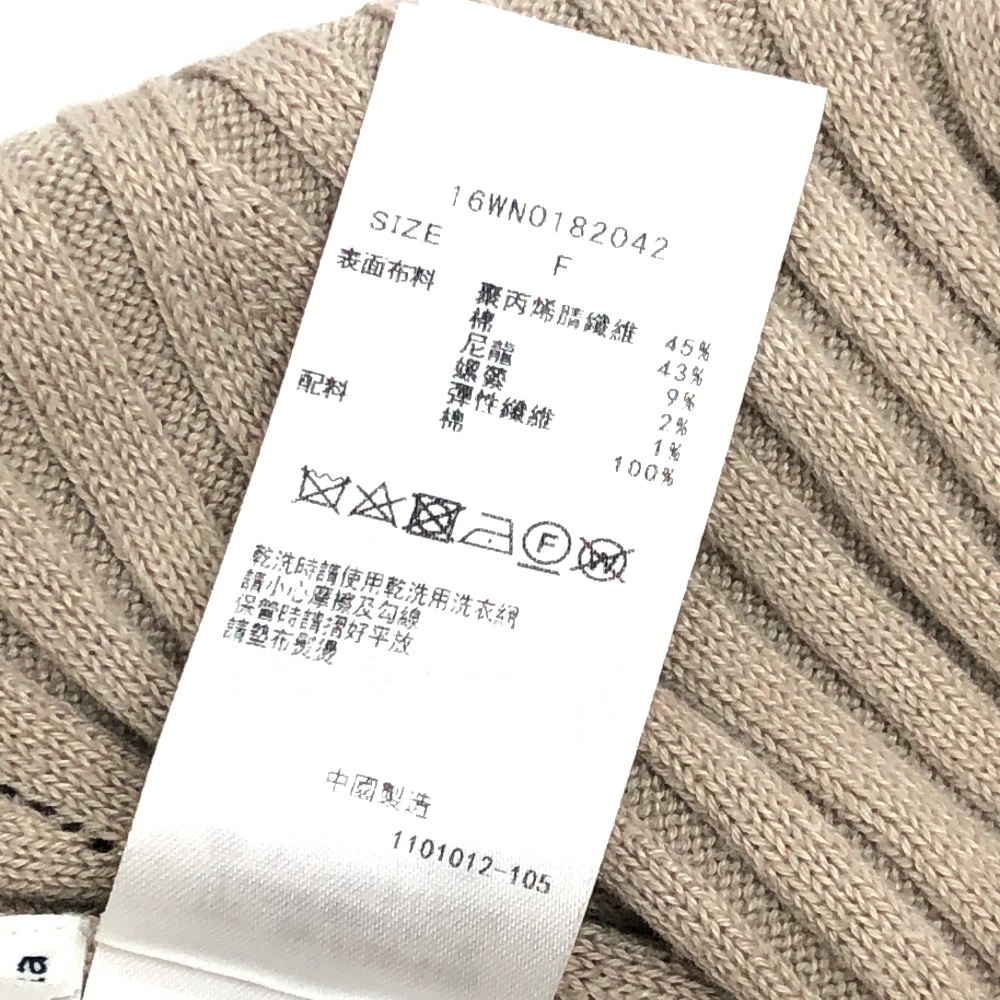 16WN0182042
SIZE F
表面布料 聚丙烯腈纖維 45%
棉 43%
尼龍 9%
螺縈 2%
彈性纖維 1%
配料 棉 100%
F
W
乾洗時請使用乾洗用洗衣網
請小心摩擦及勾線
保管時請摺好平放
請墊布熨燙
中國製造
1101012-105
a